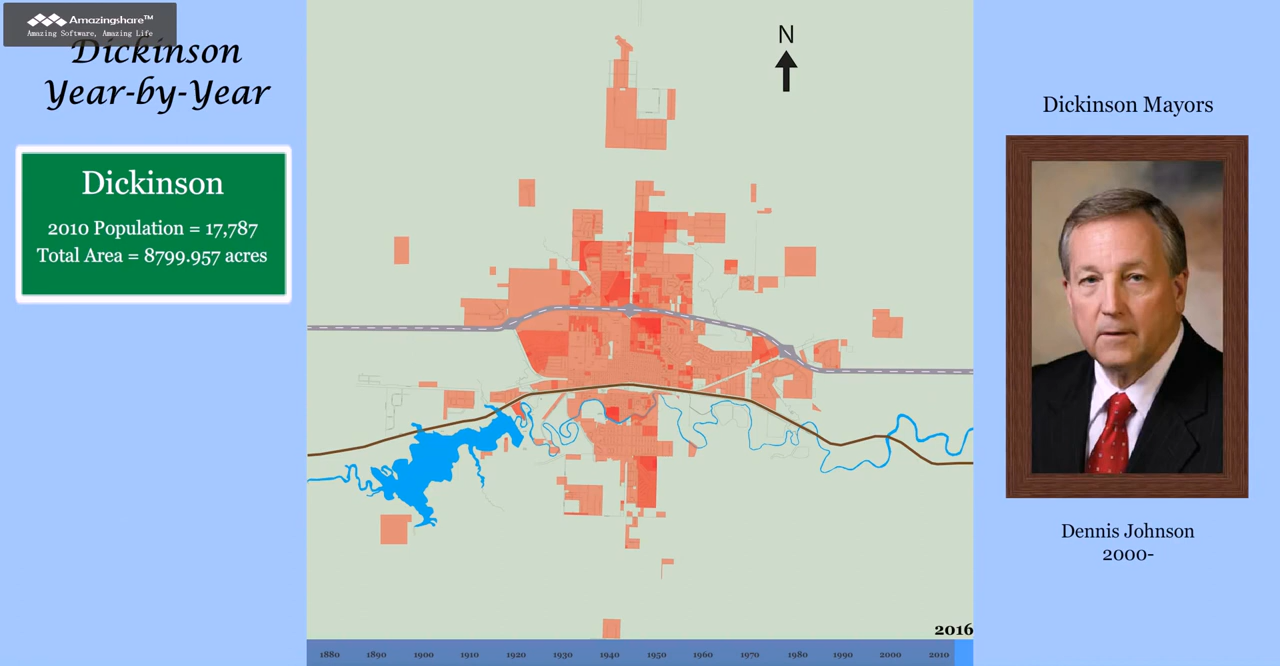 Amazingshare™
Amazing Software, Amazing Life
Dickinson
Year-by-Year
Dickinson
2010 Population = 17,787
Total Area = 8799.957 acres
N
2016
1880 1890 1900 1910 1920 1930 1940 1950 1960 1970 1980 1990 2000 2010
Dickinson Mayors
Dennis Johnson
2000-